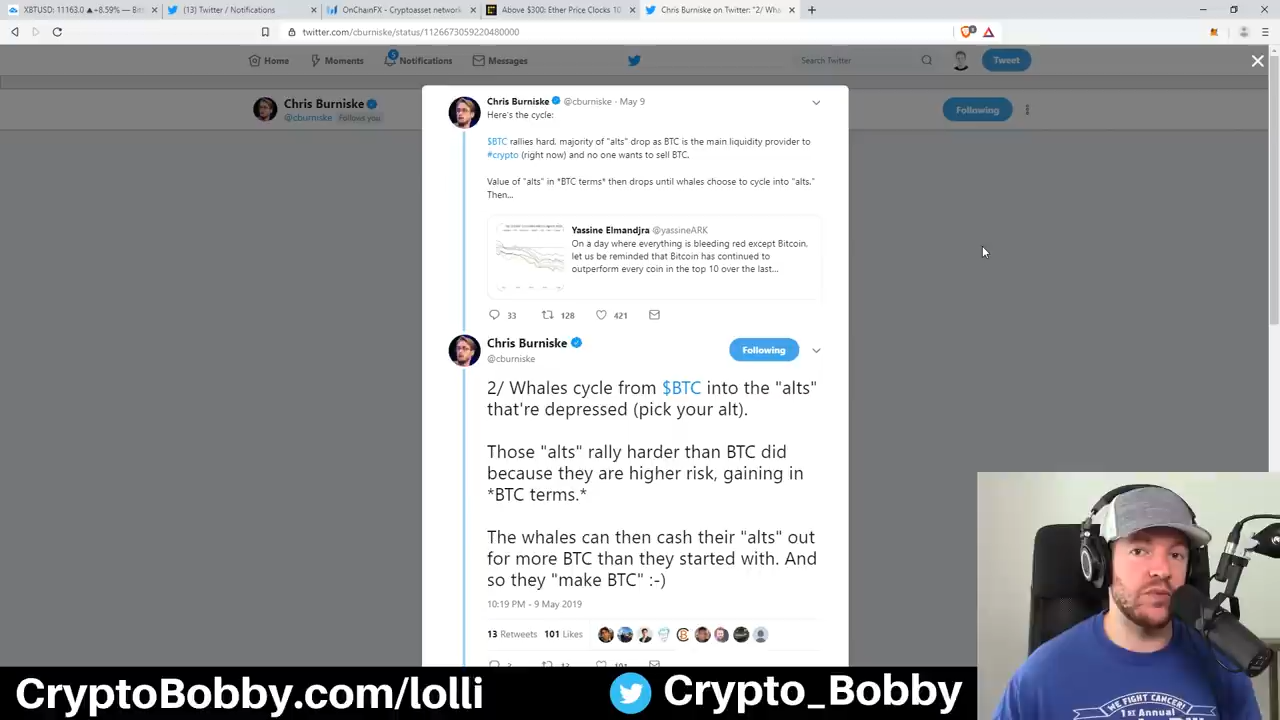 XBTUSD: 11163.0 ▲+8.59% — Bit
(13) Twitter / Notifications
OnChainFX - Cryptoasset network
Above $300: Ether Price Clocks 10
Chris Burniske on Twitter: "2/ Wha
twitter.com/cburniske/status/1126673059220480000
Home Moments Notifications Messages
Search Twitter
Tweet
Chris Burniske
@cburniske Follows you
Following
Chris Burniske @cburniske · May 9
Here's the cycle:
$BTC rallies hard, majority of "alts" drop as BTC is the main liquidity provider to
#crypto (right now) and no one wants to sell BTC.
Value of "alts" in *BTC terms* then drops until whales choose to cycle into "alts."
Then...
Yassine Elmandjra @yassineARK
On a day where everything is bleeding red except Bitcoin,
let us be reminded that Bitcoin has continued to
outperform every coin in the top 10 over the last...
33 128 421
Chris Burniske
@cburniske
Following
2/ Whales cycle from $BTC into the "alts"
that're depressed (pick your alt).
Those "alts" rally harder than BTC did
because they are higher risk, gaining in
*BTC terms.*
The whales can then cash their "alts" out
for more BTC than they started with. And
so they "make BTC" :-)
10:19 PM - 9 May 2019
13 Retweets 101 Likes
CryptoBobby.com/lolli
Crypto_Bobby
WE FIGHT CANCER!
1st Annual